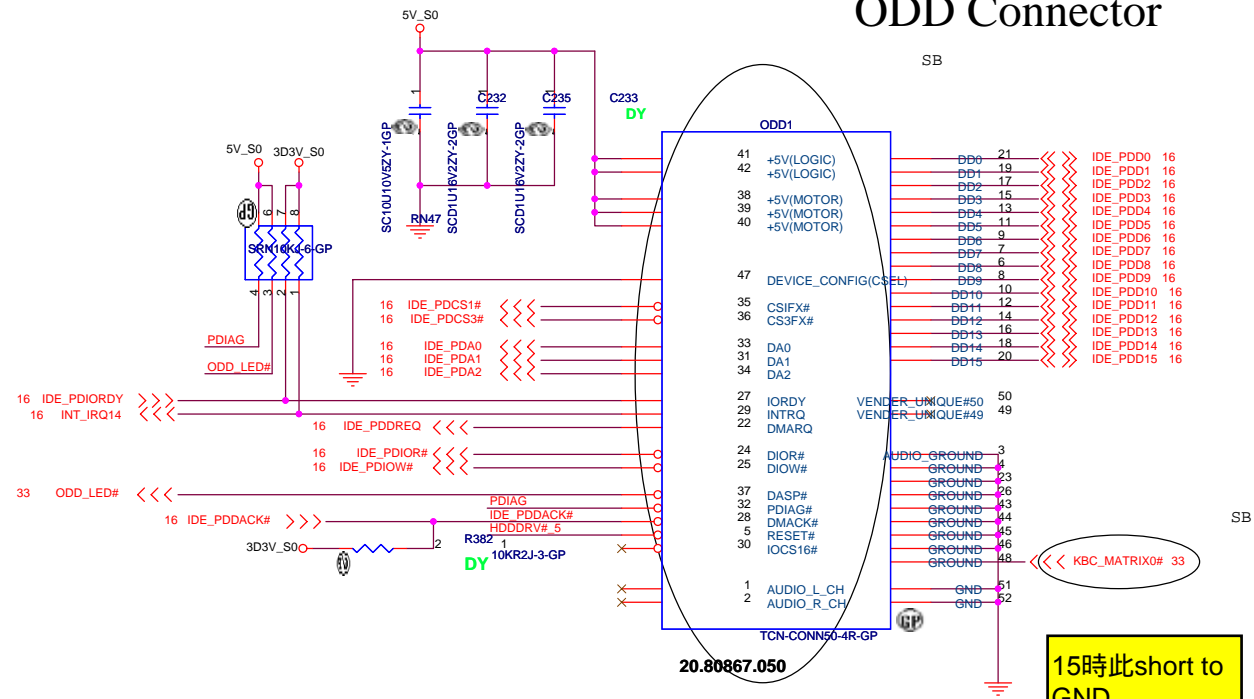 ODD Connector
SB
5V_S0
C232
C235
C233
DY
SC10U10V5ZY-1GP
SCD1U16V2ZY-2GP
SCD1U16V2ZY-2GP
ODD1
5V_S0
3D3V_S0
RN47
SRN10KJ-6-GP
6
7
8
4
3
2
1
PDIAG
ODD_LED#
41 +5V(LOGIC)
42 +5V(LOGIC)
38 +5V(MOTOR)
39 +5V(MOTOR)
40 +5V(MOTOR)
47 DEVICE_CONFIG(CSEL)
16 IDE_PDCS1# 35 CSIFX#
16 IDE_PDCS3# 36 CS3FX#
16 IDE_PDA0 33 DA0
16 IDE_PDA1 31 DA1
16 IDE_PDA2 34 DA2
16 IDE_PDIORDY 27 IORDY
16 INT_IRQ14 29 INTRQ
16 IDE_PDDREQ 22 DMARQ
16 IDE_PDIOR# 24 DIOR#
16 IDE_PDIOW# 25 DIOW#
33 ODD_LED# 37 DASP#
PDIAG 32 PDIAG#
16 IDE_PDDACK# IDE_PDDACK# 28 DMACK#
HDDDRV#_5 5 RESET#
30 IOCS16#
3D3V_S0 2 1
R382
10KR2J-3-GP
DY
1 AUDIO_L_CH
2 AUDIO_R_CH
DD0 21 IDE_PDD0 16
DD1 19 IDE_PDD1 16
DD2 17 IDE_PDD2 16
DD3 15 IDE_PDD3 16
DD4 13 IDE_PDD4 16
DD5 11 IDE_PDD5 16
DD6 9 IDE_PDD6 16
DD7 7 IDE_PDD7 16
DD8 6 IDE_PDD8 16
DD9 8 IDE_PDD9 16
DD10 10 IDE_PDD10 16
DD11 12 IDE_PDD11 16
DD12 14 IDE_PDD12 16
DD13 16 IDE_PDD13 16
DD14 18 IDE_PDD14 16
DD15 20 IDE_PDD15 16
VENDER_UNIQUE#50 50
VENDER_UNIQUE#49 49
AUDIO_GROUND 3
GROUND 4
GROUND 23
GROUND 26
GROUND 43
GROUND 44
GROUND 45
GROUND 46
GROUND 48
KBC_MATRIX0# 33
SB
GND 51
GND 52
GP
TCN-CONN50-4R-GP
20.80867.050
15時此short to
GND